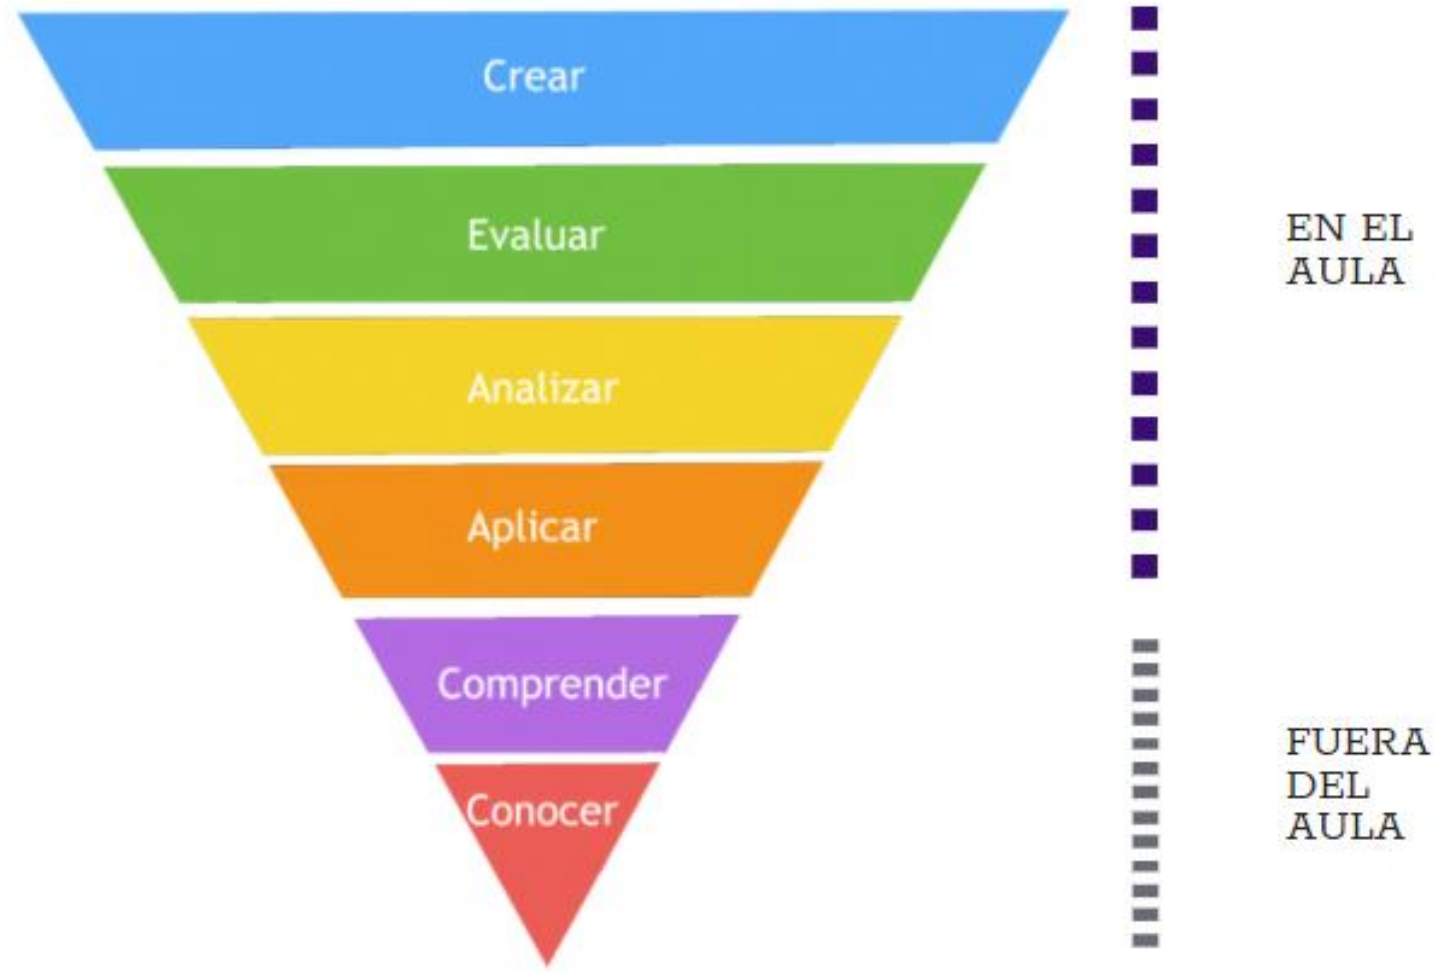 Crear
Evaluar
Analizar
Aplicar
Comprender
Conocer
EN EL
AULA
FUERA
DEL
AULA